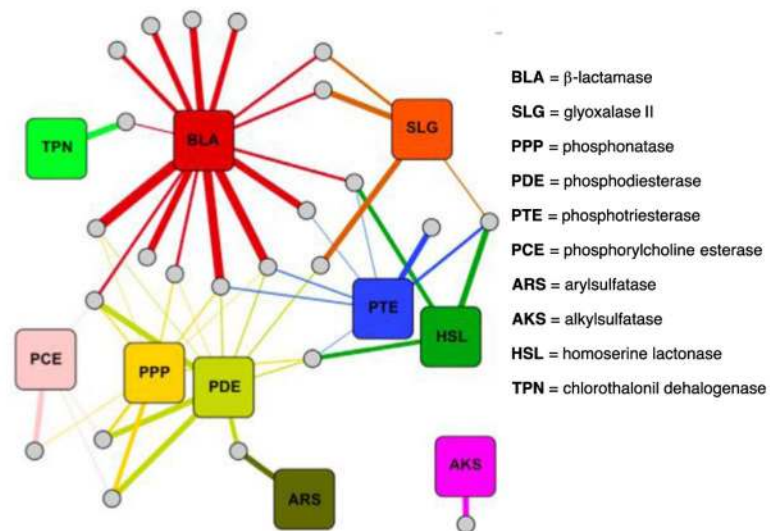 BLA
TPN
SLG
PTE
HSL
PCE
PPP
PDE
AKS
ARS
BLA = β-lactamase
SLG = glyoxalase II
PPP = phosphonatase
PDE = phosphodiesterase
PTE = phosphotriesterase
PCE = phosphorylcholine esterase
ARS = arylsulfatase
AKS = alkylsulfatase
HSL = homoserine lactonase
TPN = chlorothalonil dehalogenase